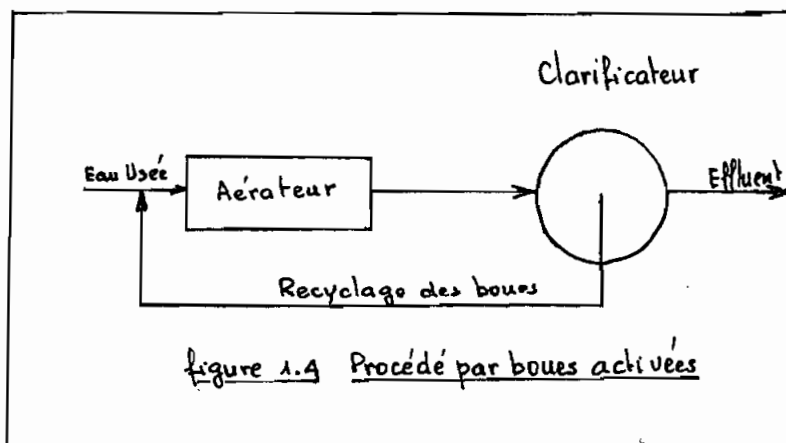 Clarificateur
Eau Usée
Aérateur
Effluent
Recyclage des boues
figure 1.4 Procédé par boues activées